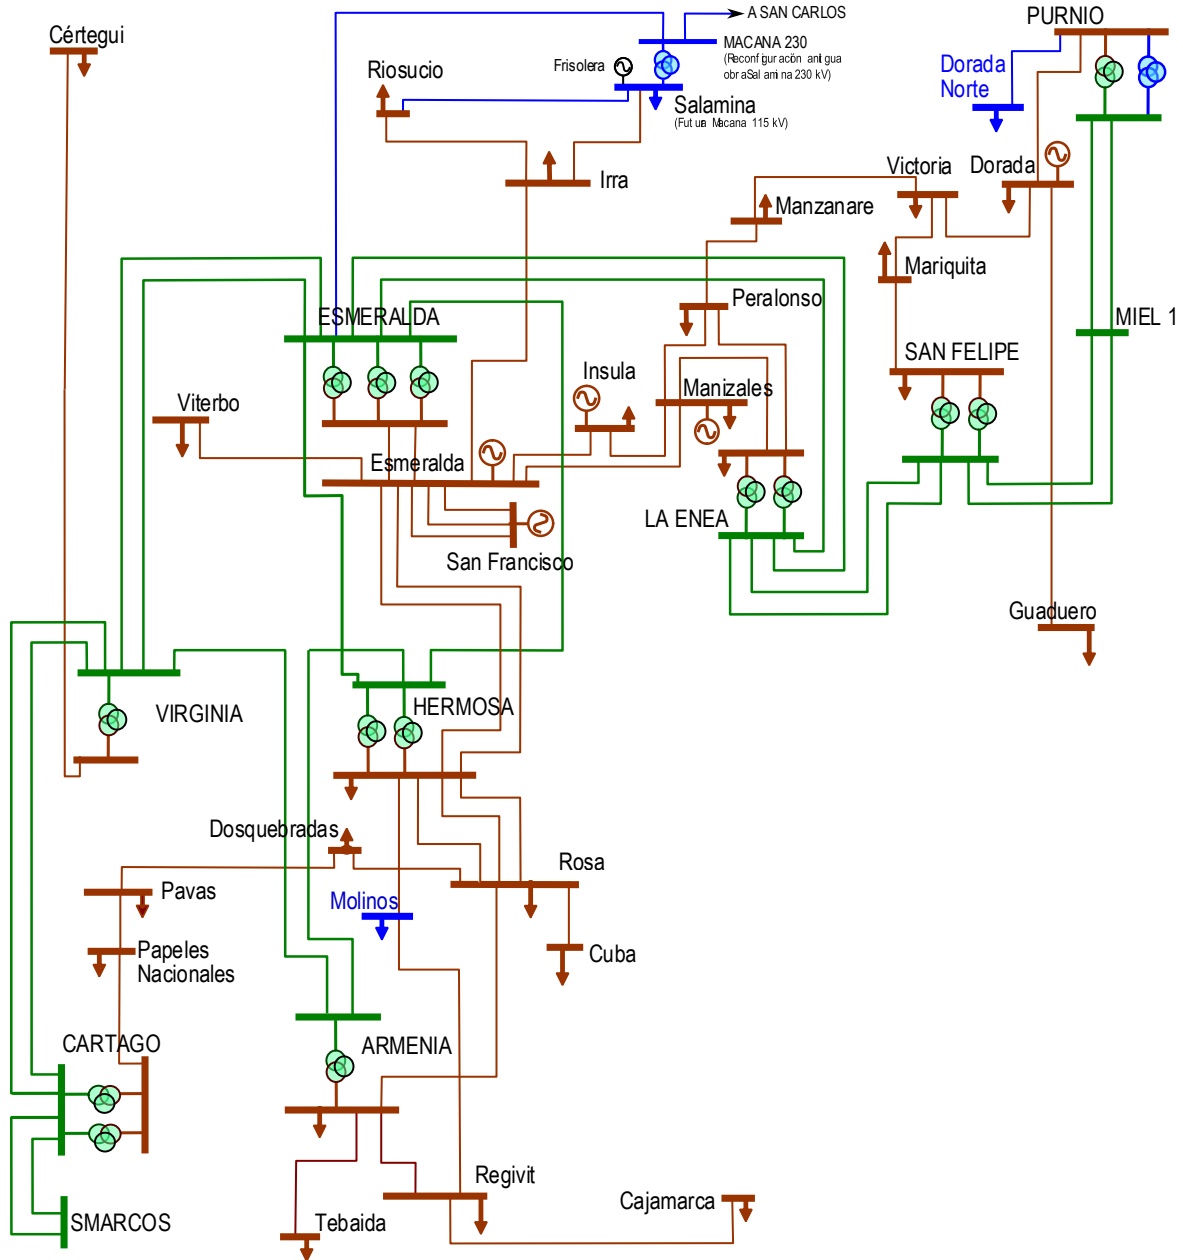 A SAN CARLOS
PURNIO
Cértegui
MACANA 230
(Reconfiguración antigua
obra Salamina 230 kV)
Frisolera
Riosucio
Dorada
Norte
Salamina
(Futura Macana 115 kV)
Irra
Victoria
Dorada
Manzanare
Mariquita
Peralonso
ESMERALDA
MIEL 1
SAN FELIPE
Insula
Manizales
Viterbo
Esmeralda
LA ENEA
San Francisco
Guaduero
VIRGINIA
HERMOSA
Dosquebradas
Rosa
Pavas
Molinos
Papeles
Nacionales
Cuba
CARTAGO
ARMENIA
Regivit
Cajamarca
SMARCOS
Tebaida